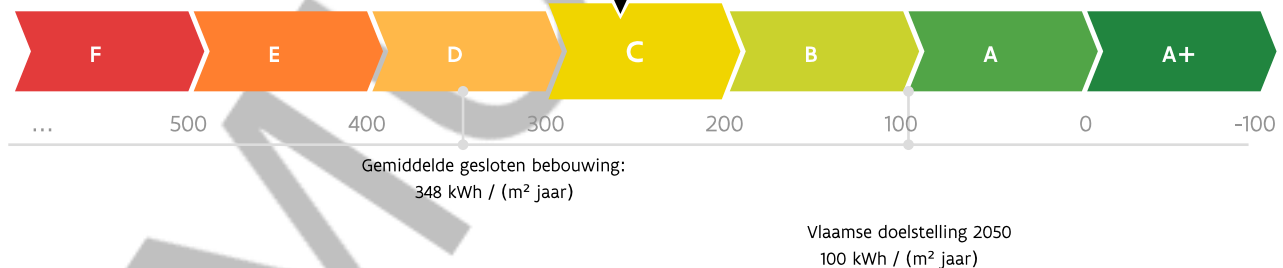 F E D C B A A+
... 500 400 300 200 100 0 -100
Gemiddelde gesloten bebouwing:
348 kWh / (m² jaar)
Vlaamse doelstelling 2050
100 kWh / (m² jaar)